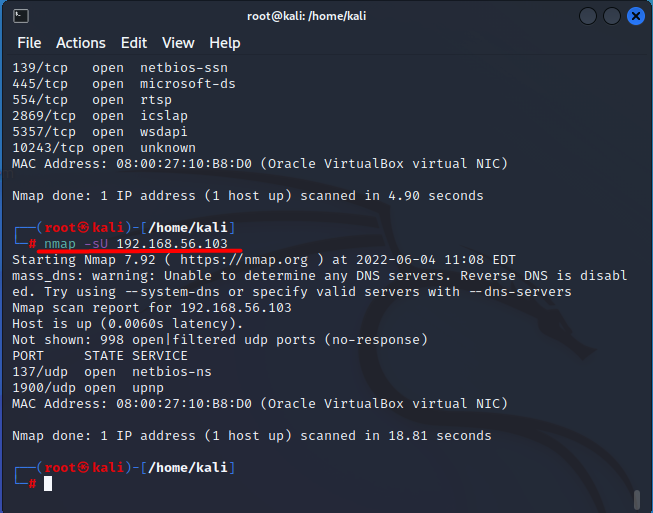 root@kali: /home/kali
File Actions Edit View Help
139/tcp open netbios-ssn
445/tcp open microsoft-ds
554/tcp open rtsp
2869/tcp open icslap
5357/tcp open wsdapi
10243/tcp open unknown
MAC Address: 08:00:27:10:B8:D0 (Oracle VirtualBox virtual NIC)
Nmap done: 1 IP address (1 host up) scanned in 4.90 seconds
┌──(root㉿kali)-[/home/kali]
└─# nmap -sU 192.168.56.103
Starting Nmap 7.92 ( https://nmap.org ) at 2022-06-04 11:08 EDT
mass_dns: warning: Unable to determine any DNS servers. Reverse DNS is disabl
ed. Try using --system-dns or specify valid servers with --dns-servers
Nmap scan report for 192.168.56.103
Host is up (0.0060s latency).
Not shown: 998 open|filtered udp ports (no-response)
PORT STATE SERVICE
137/udp open netbios-ns
1900/udp open upnp
MAC Address: 08:00:27:10:B8:D0 (Oracle VirtualBox virtual NIC)
Nmap done: 1 IP address (1 host up) scanned in 18.81 seconds
┌──(root㉿kali)-[/home/kali]
└─#